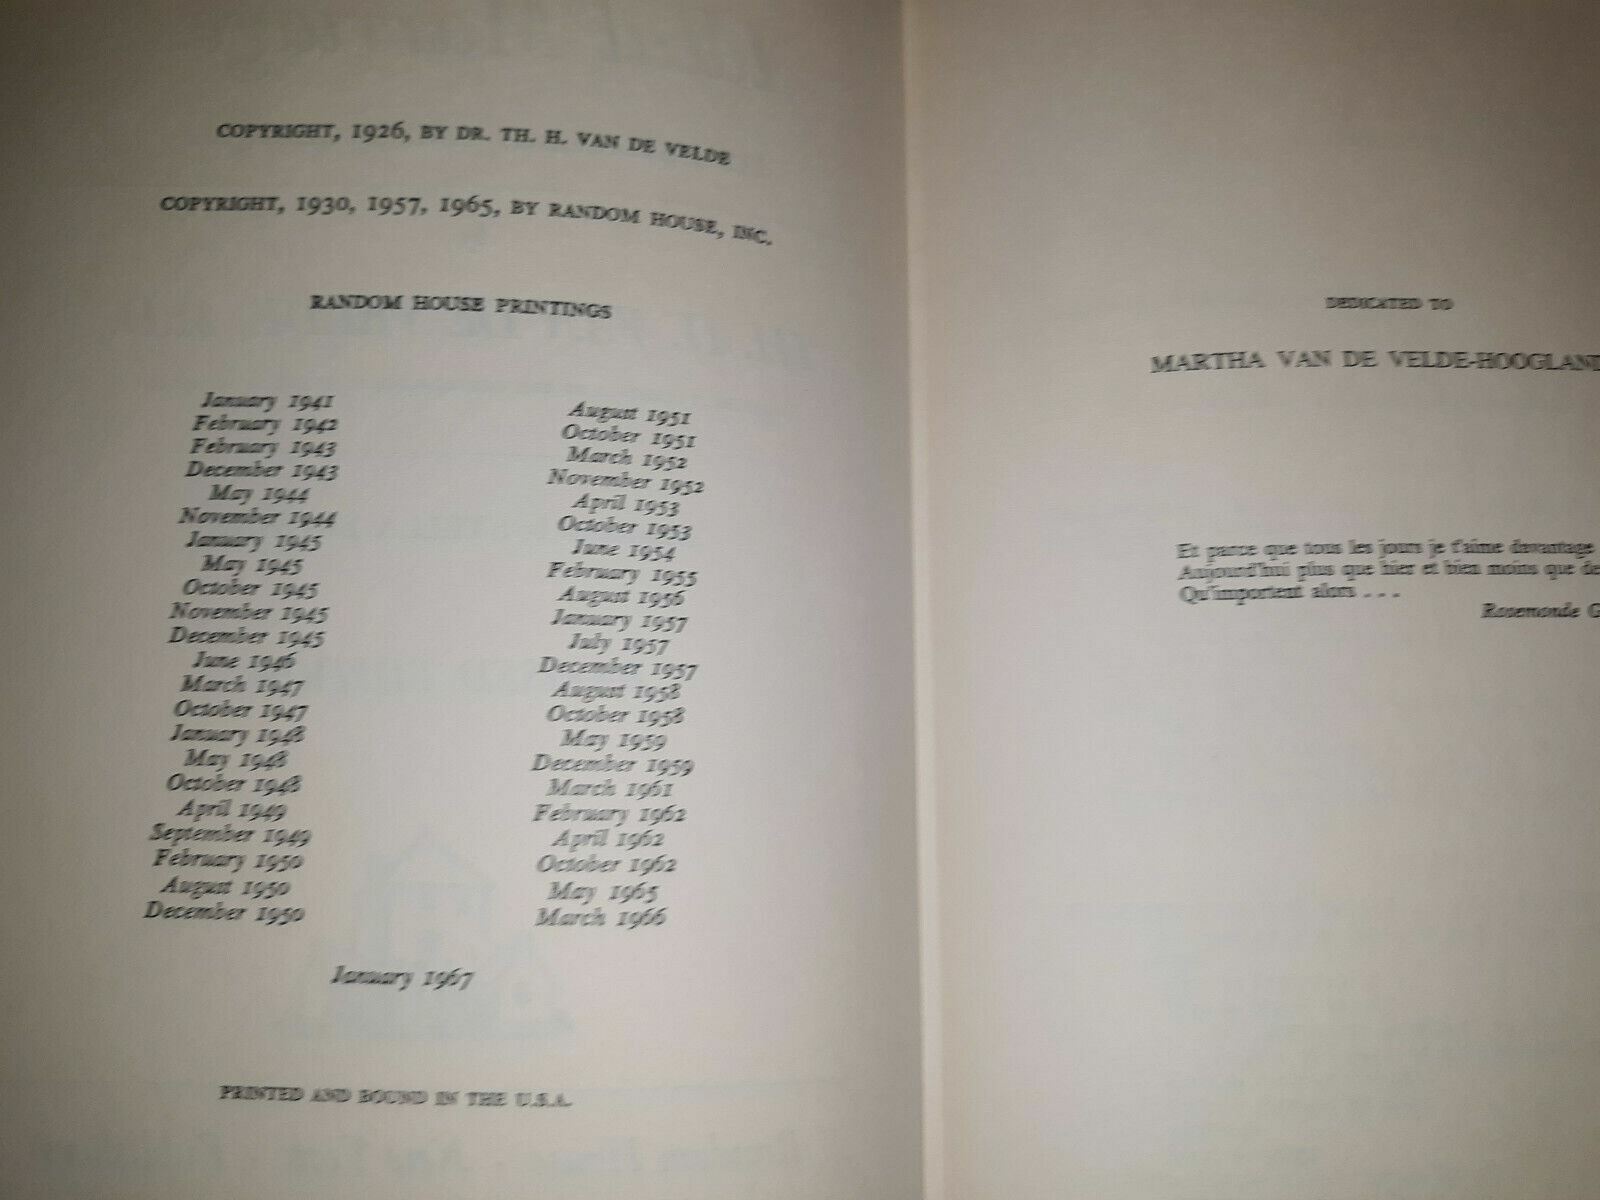 COPYRIGHT, 1926, BY DR. TH. H. VAN DE VELDE
COPYRIGHT, 1930, 1957, 1965, BY RANDOM HOUSE, INC.
RANDOM HOUSE PRINTINGS
January 1941
February 1942
February 1943
December 1943
May 1944
November 1944
January 1945
May 1945
October 1945
November 1945
December 1945
June 1946
March 1947
October 1947
January 1948
May 1948
October 1948
April 1949
September 1949
February 1950
August 1950
December 1950
August 1951
October 1951
March 1952
November 1952
April 1953
October 1953
June 1954
February 1955
August 1956
January 1957
July 1957
December 1957
August 1958
October 1958
May 1959
December 1959
March 1961
February 1962
April 1962
October 1962
May 1965
March 1966
January 1967
PRINTED AND BOUND IN THE U.S.A.
DEDICATED TO
MARTHA VAN DE VELDE-HOOGLAND
Et parce que tous les jours je t'aime davantage
Aujourd'hui plus que hier et bien moins que de
Qu'importent alors . . .
Rosemonde G